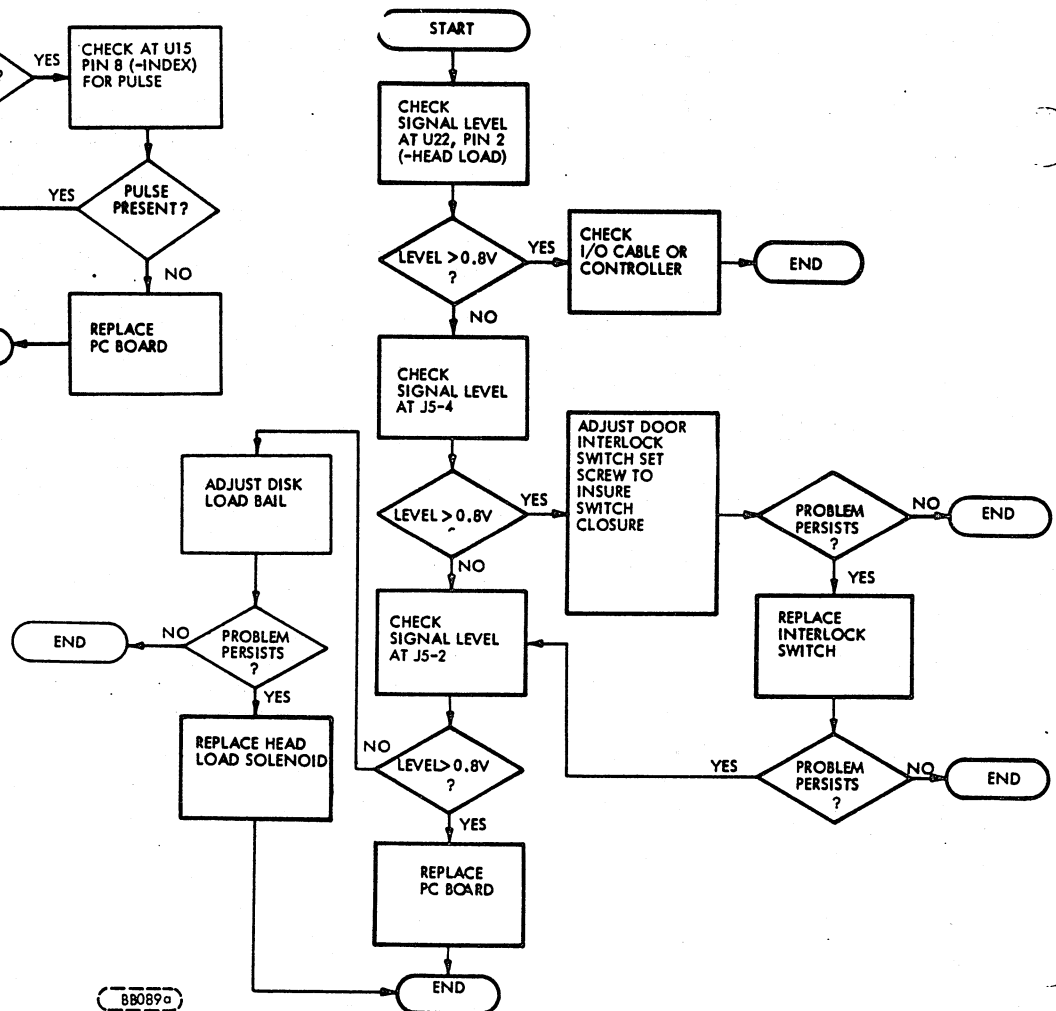 ?
YES
CHECK AT U15
PIN 8 (-INDEX)
FOR PULSE
YES
PULSE
PRESENT?
NO
REPLACE
PC BOARD
START
CHECK
SIGNAL LEVEL
AT U22, PIN 2
(-HEAD LOAD)
LEVEL > 0.8V
?
YES
CHECK
I/O CABLE OR
CONTROLLER
END
NO
CHECK
SIGNAL LEVEL
AT J5-4
LEVEL > 0.8V
YES
ADJUST DOOR
INTERLOCK
SWITCH SET
SCREW TO
INSURE
SWITCH
CLOSURE
PROBLEM
PERSISTS
?
NO
END
YES
REPLACE
INTERLOCK
SWITCH
PROBLEM
PERSISTS
?
NO
END
YES
NO
CHECK
SIGNAL LEVEL
AT J5-2
LEVEL > 0.8V
?
NO
YES
REPLACE
PC BOARD
END
ADJUST DISK
LOAD BAIL
PROBLEM
PERSISTS
?
NO
END
YES
REPLACE HEAD
LOAD SOLENOID
BB089a